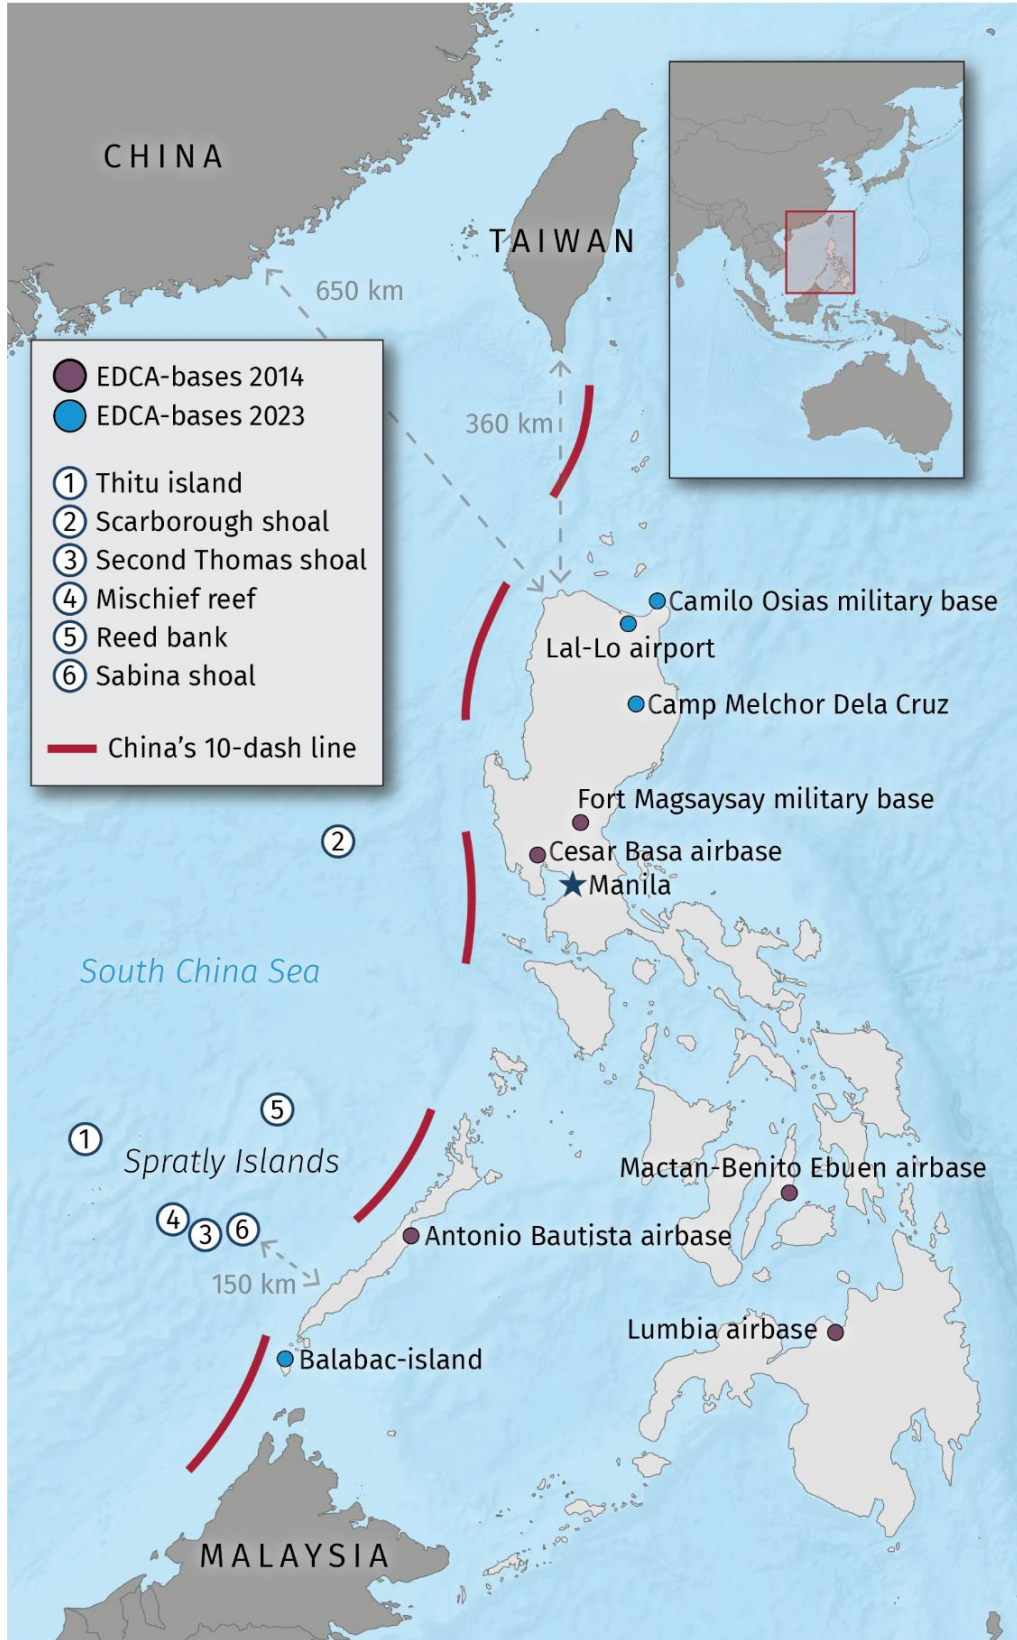 CHINA
TAIWAN
650 km
360 km
EDCA-bases 2014
EDCA-bases 2023
1 Thitu island
2 Scarborough shoal
3 Second Thomas shoal
4 Mischief reef
5 Reed bank
6 Sabina shoal
China's 10-dash line
Camilo Osias military base
Lal-Lo airport
Camp Melchor Dela Cruz
Fort Magsaysay military base
2
Cesar Basa airbase
Manila
South China Sea
5
1
Spratly Islands
Mactan-Benito Ebuen airbase
4
3
6
Antonio Bautista airbase
150 km
Lumbia airbase
Balabac-island
MALAYSIA